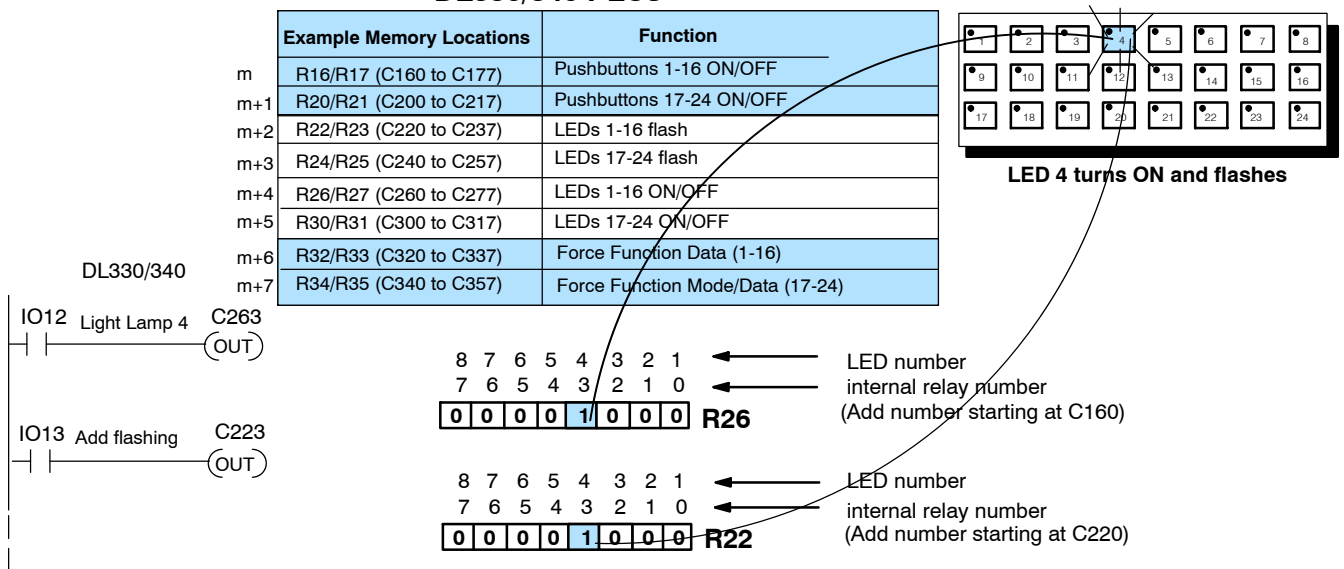 Example Memory Locations Function
m R16/R17 (C160 to C177) Pushbuttons 1-16 ON/OFF
m+1 R20/R21 (C200 to C217) Pushbuttons 17-24 ON/OFF
m+2 R22/R23 (C220 to C237) LEDs 1-16 flash
m+3 R24/R25 (C240 to C257) LEDs 17-24 flash
m+4 R26/R27 (C260 to C277) LEDs 1-16 ON/OFF
m+5 R30/R31 (C300 to C317) LEDs 17-24 ON/OFF
m+6 R32/R33 (C320 to C337) Force Function Data (1-16)
m+7 R34/R35 (C340 to C357) Force Function Mode/Data (17-24)
1 2 3 4 5 6 7 8
9 10 11 12 13 14 15 16
17 18 19 20 21 22 23 24
LED 4 turns ON and flashes
DL330/340
IO12 Light Lamp 4 C263
OUT
IO13 Add flashing C223
OUT
8 7 6 5 4 3 2 1 LED number
7 6 5 4 3 2 1 0 internal relay number
(Add number starting at C160)
0 0 0 0 1 0 0 0 R26
8 7 6 5 4 3 2 1 LED number
7 6 5 4 3 2 1 0 internal relay number
(Add number starting at C220)
0 0 0 0 1 0 0 0 R22